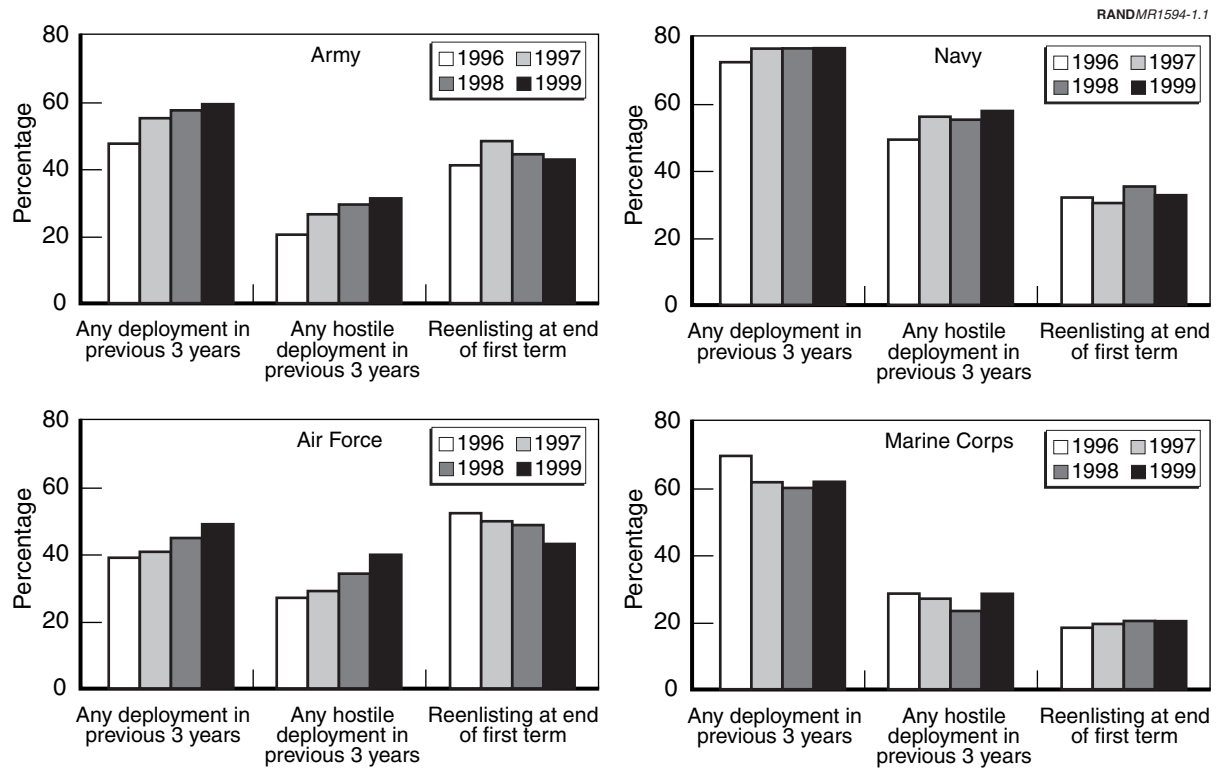 RANDMR1594-1.1
Army
1996 1997
1998 1999
Percentage
80
60
40
20
0
Any deployment in
previous 3 years
Any hostile
deployment in
previous 3 years
Reenlisting at end
of first term
Navy
1996 1997
1998 1999
Percentage
80
60
40
20
0
Any deployment in
previous 3 years
Any hostile
deployment in
previous 3 years
Reenlisting at end
of first term
Air Force
1996 1997
1998 1999
Percentage
80
60
40
20
0
Any deployment in
previous 3 years
Any hostile
deployment in
previous 3 years
Reenlisting at end
of first term
Marine Corps
1996 1997
1998 1999
Percentage
80
60
40
20
0
Any deployment in
previous 3 years
Any hostile
deployment in
previous 3 years
Reenlisting at end
of first term